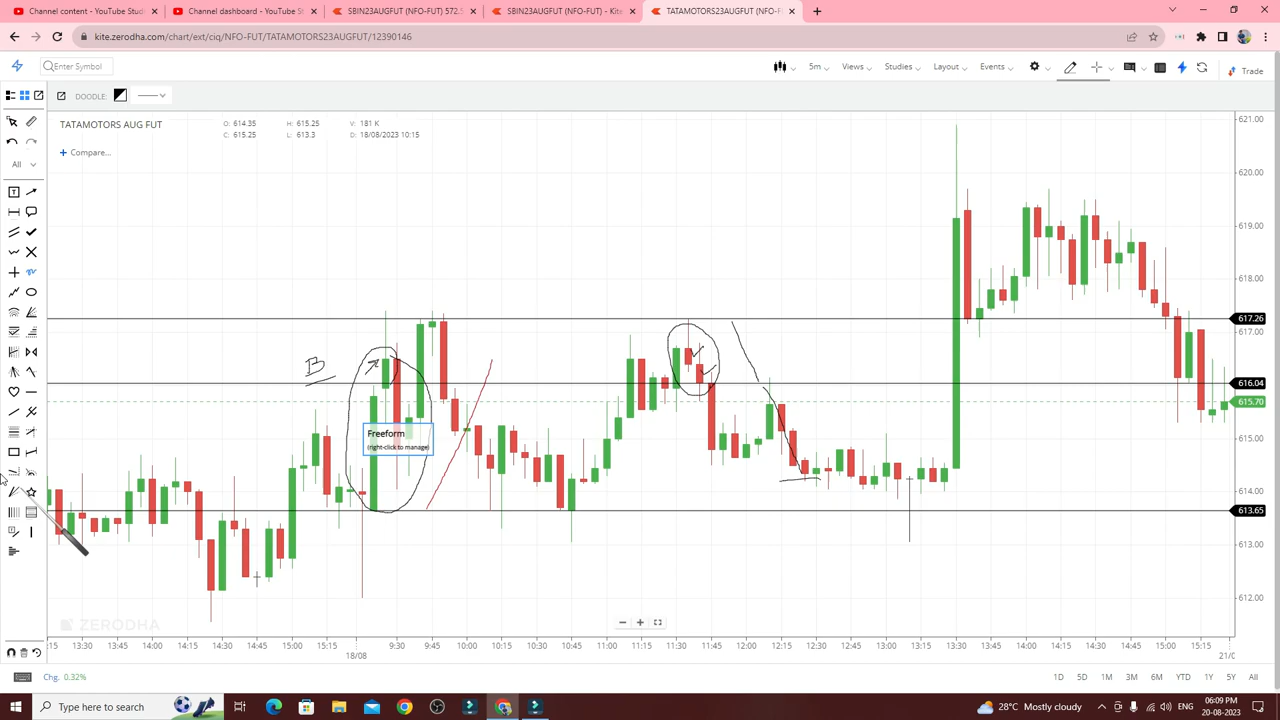 Channel content - YouTube Studi
Channel dashboard - YouTube St
SBIN23AUGFUT (NFO-FUT) 572.5
SBIN23AUGFUT (NFO-FUT) - Kite
TATAMOTORS23AUGFUT (NFO-F
kite.zerodha.com/chart/ext/ciq/NFO-FUT/TATAMOTORS23AUGFUT/12390146
Enter Symbol
5m
Views
Studies
Layout
Events
Trade
DOODLE:
TATAMOTORS AUG FUT
O: 614.35 H: 615.25 V: 181 K
C: 615.25 L: 613.3 D: 18/08/2023 10:15
+ Compare...
All
B
Freeform
(right-click to manage)
621.00
620.00
619.00
618.00
617.26
617.00
616.04
615.70
615.00
614.00
613.65
613.00
612.00
ZERODHA
:15 13:30 13:45 14:00 14:15 14:30 14:45 15:00 15:15 9:30 9:45 10:00 10:15 10:30 10:45 11:00 11:15 11:30 11:45 12:00 12:15 12:30 12:45 13:00 13:15 13:30 13:45 14:00 14:15 14:30 14:45 15:00 15:15
18/08 21/0
Chg. 0.32%
1D 5D 1M 3M 6M YTD 1Y 5Y All
Type here to search
28°C Mostly cloudy
ENG
06:09 PM
20-08-2023